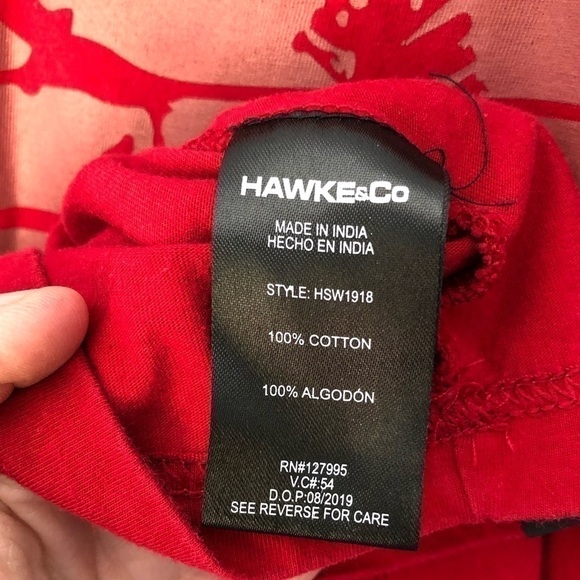 HAWKE&Co
MADE IN INDIA
HECHO EN INDIA
STYLE: HSW1918
100% COTTON
100% ALGODÓN
RN#127995
V.C#:54
D.O.P:08/2019
SEE REVERSE FOR CARE